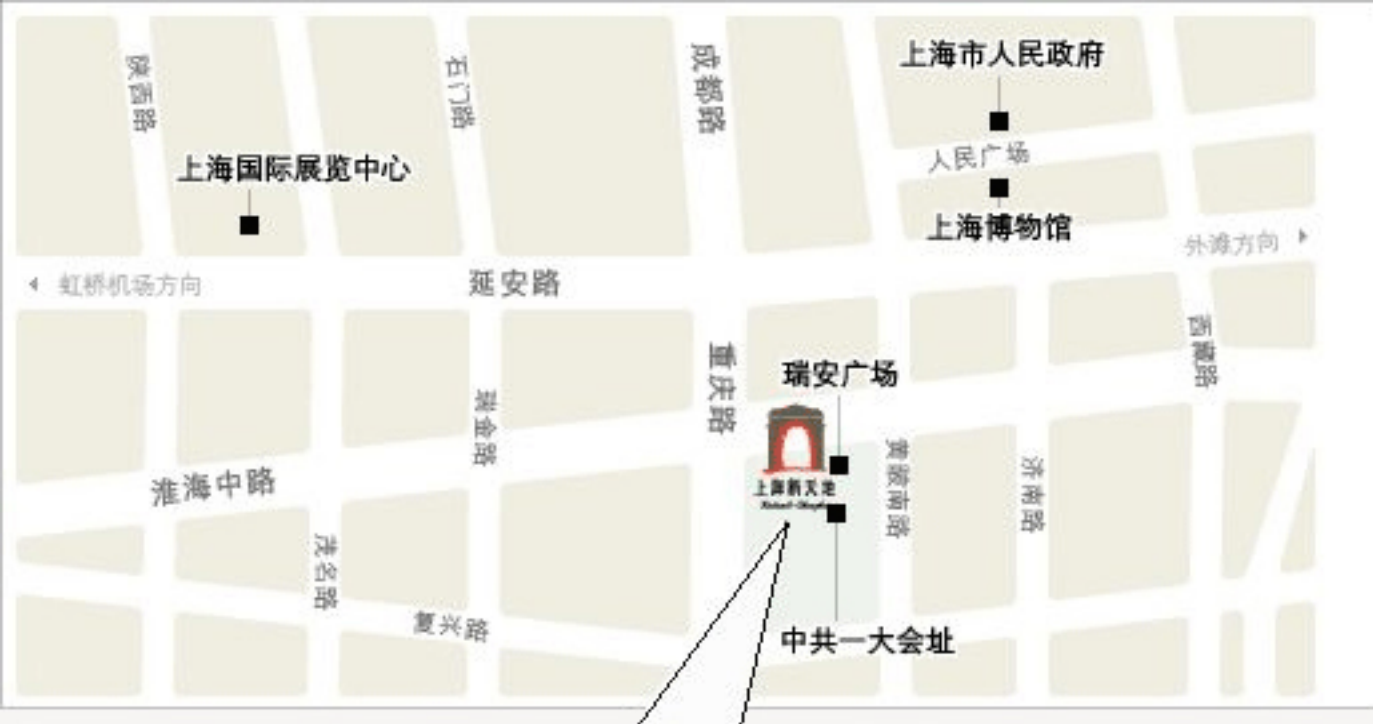 陕西路
石门路
成都路
上海市人民政府
人民广场
上海国际展览中心
上海博物馆
外滩方向
虹桥机场方向
延安路
西藏路
重庆路
瑞安广场
瑞金路
黄陂南路
济南路
淮海中路
上海新天地
茂名路
复兴路
中共一大会址